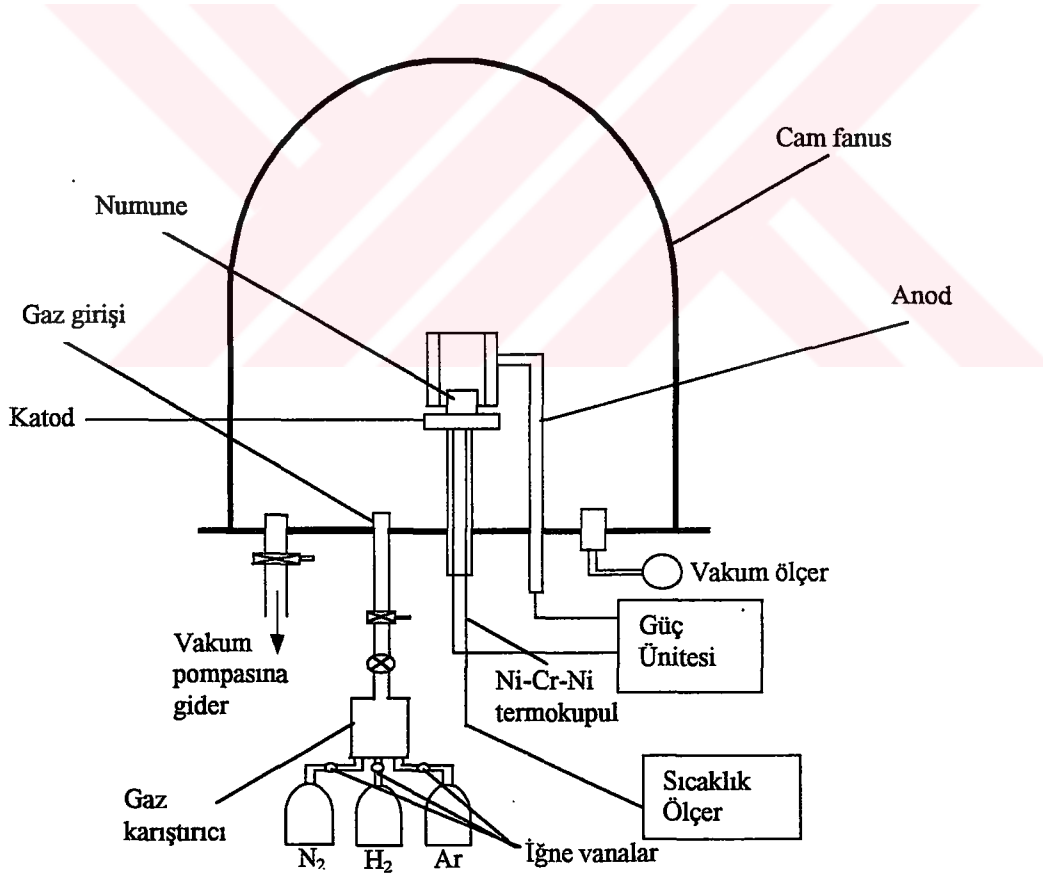 Cam fanus
Numune
Anod
Gaz girişi
Katod
Vakum ölçer
Vakum
pompasına
gider
Güç
Ünitesi
Ni-Cr-Ni
termokupul
Sıcaklık
Ölçer
Gaz
karıştırıcı
N₂ H₂ Ar
İğne vanalar